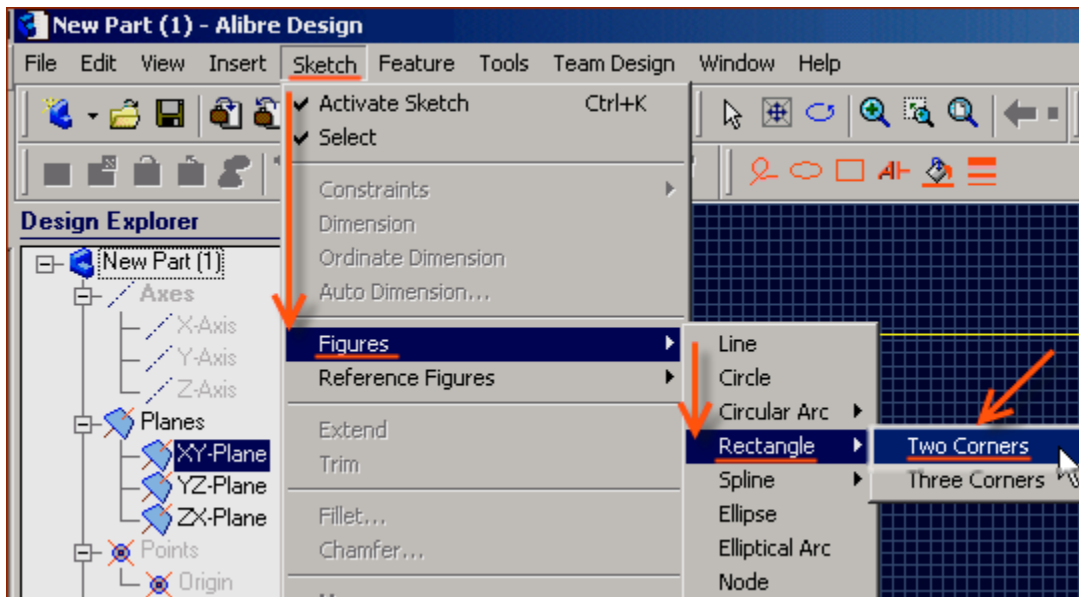 New Part (1) - Alibre Design
File Edit View Insert Sketch Feature Tools Team Design Window Help
Activate Sketch Ctrl+K
Select
Constraints
Dimension
Ordinate Dimension
Auto Dimension...
Figures
Reference Figures
Extend
Trim
Fillet...
Chamfer...
Line
Circle
Circular Arc
Rectangle
Spline
Ellipse
Elliptical Arc
Node
Two Corners
Three Corners
Design Explorer
New Part (1)
Axes
X-Axis
Y-Axis
Z-Axis
Planes
XY-Plane
YZ-Plane
ZX-Plane
Points
Origin